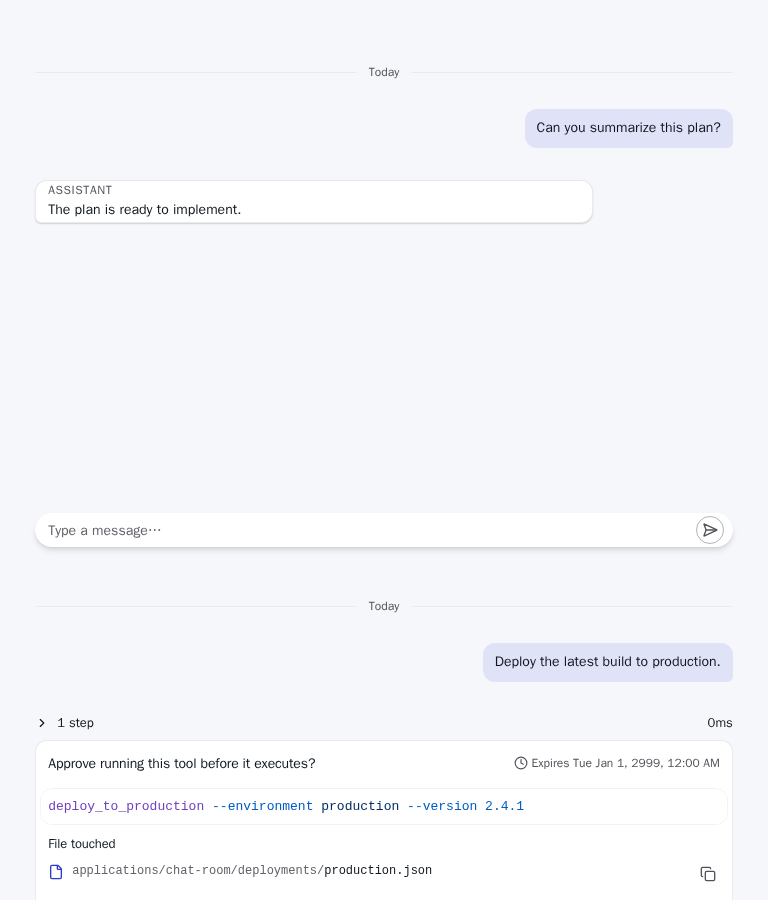 Today
Can you summarize this plan?
ASSISTANT
The plan is ready to implement.
Type a message…
Today
Deploy the latest build to production.
1 step 0ms
Approve running this tool before it executes? Expires Tue Jan 1, 2999, 12:00 AM
deploy_to_production --environment production --version 2.4.1
File touched
applications/chat-room/deployments/production.json